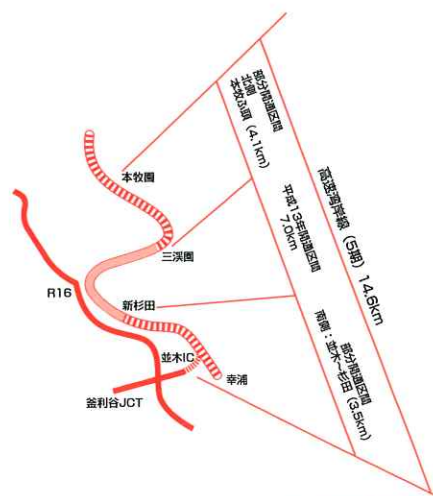 部分開通区間
北側
本牧ふ頭 (4.1km)
平成13年開通区間
7.0km
高速湾岸線 (5期) 14.6km
部分開通区間
南側:並木~杉田 (3.5km)
本牧園
三渓園
R16
新杉田
並木IC
幸浦
釜利谷JCT